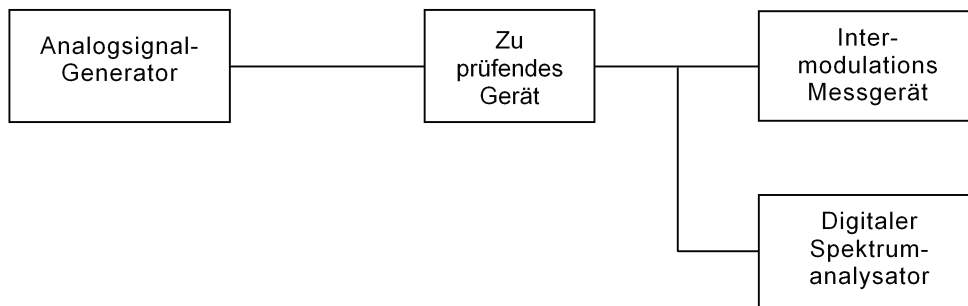 Analogsignal-
Generator
Zu
prüfendes
Gerät
Inter-
modulations
Messgerät
Digitaler
Spektrum-
analysator